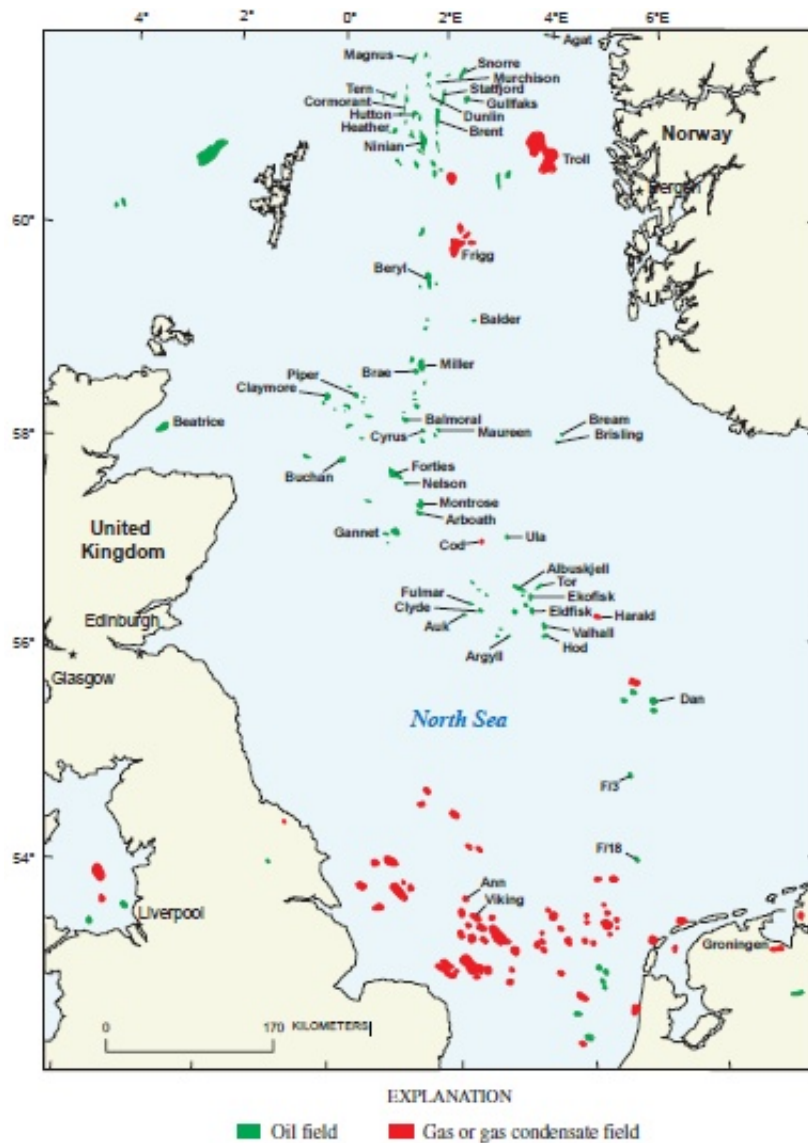 4° 2° 0° 2°E 4°E 6°E
Agat
Magnus
Snorre
Murchison
Tern
Statfjord
Cormorant
Gullfaks
Hutton
Dunlin
Heather
Brent
Ninian
Norway
Troll
Bergen
60°
Frigg
Beryl
Balder
Piper
Brae
Miller
Claymore
Beatrice
Balmoral
Bream
58°
Cyrus
Maureen
Brisling
Buchan
Forties
Nelson
Montrose
Arboath
United
Kingdom
Gannet
Cod
Ula
Albuskjell
Fulmar
Tor
Ekofisk
Clyde
Eldfisk
Harald
Edinburgh
Auk
Valhall
56°
Argyll
Hod
Glasgow
Dan
North Sea
F/3
54°
F/18
Ann
Viking
Liverpool
Groningen
0 170 KILOMETERS
EXPLANATION
Oil field Gas or gas condensate field